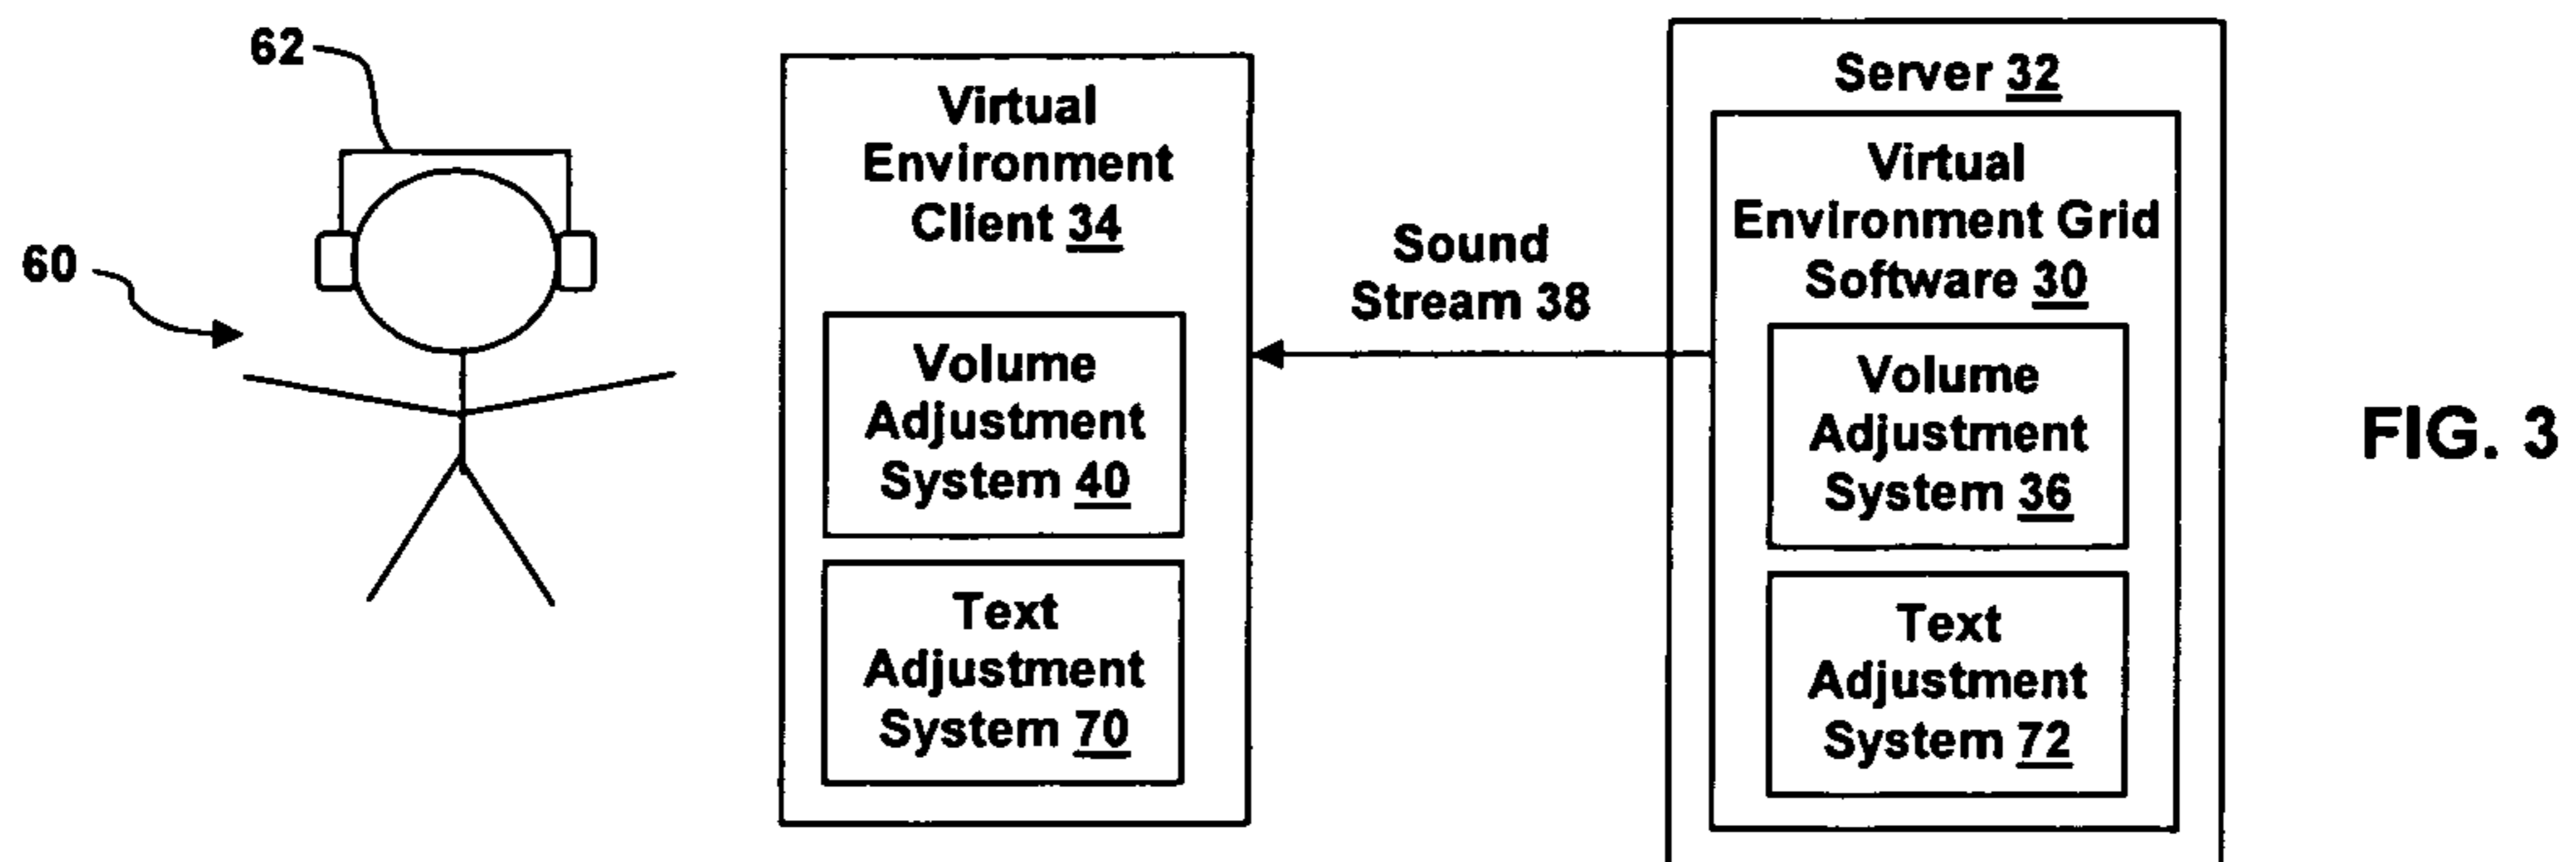 62
60
Virtual
Environment
Client 34
Volume
Adjustment
System 40
Text
Adjustment
System 70
Sound
Stream 38
Server 32
Virtual
Environment Grid
Software 30
Volume
Adjustment
System 36
Text
Adjustment
System 72
FIG. 3